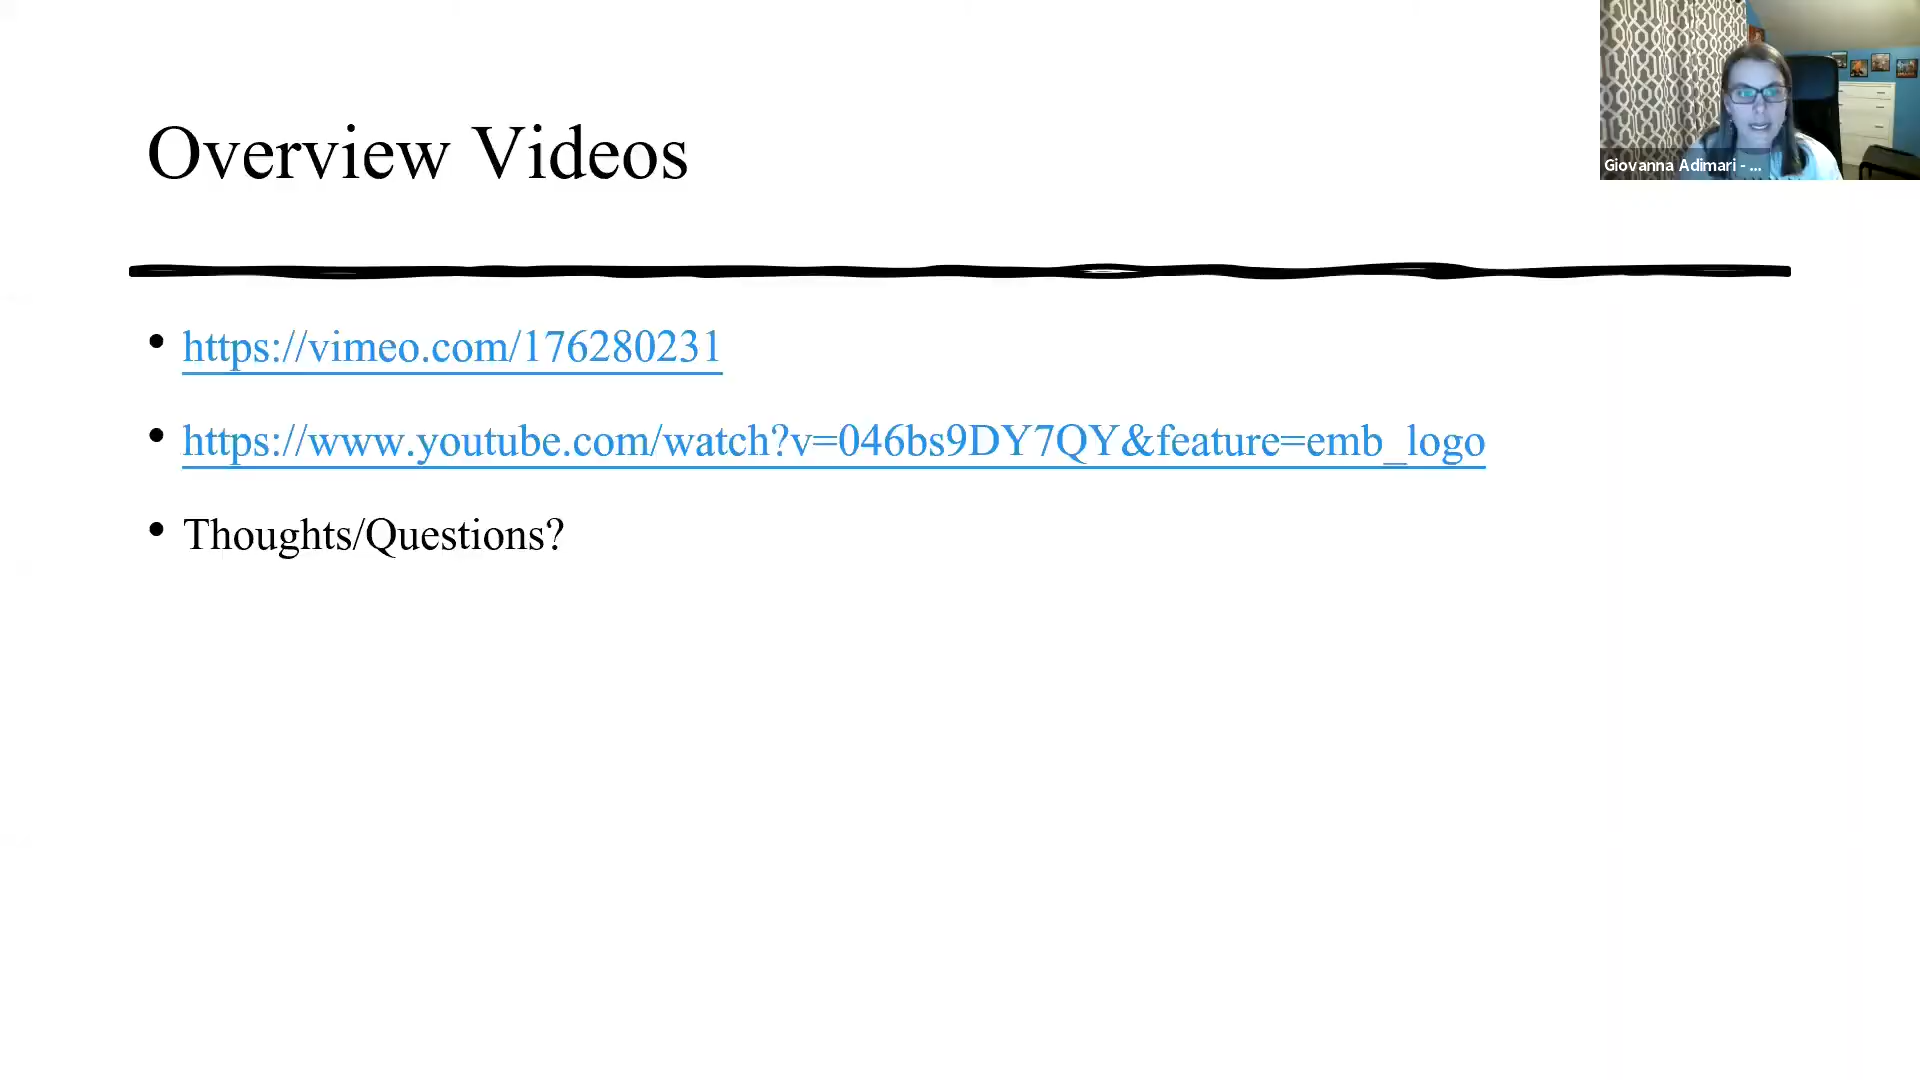 Overview Videos
Giovanna Adimari - ...
• https://vimeo.com/176280231
• https://www.youtube.com/watch?v=046bs9DY7QY&feature=emb_logo
• Thoughts/Questions?